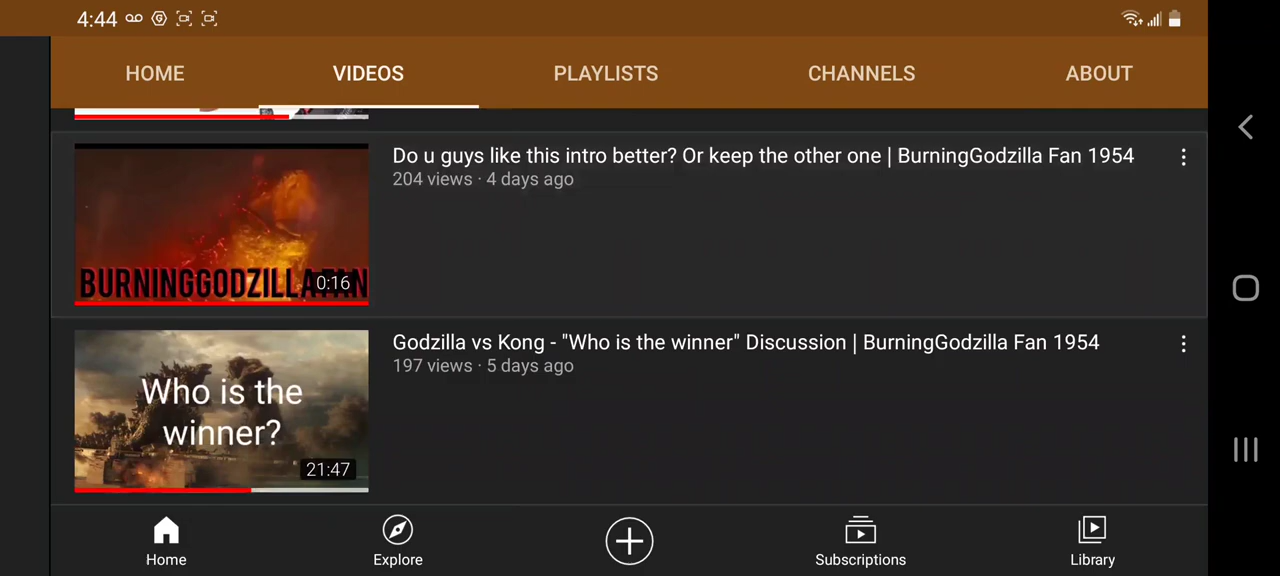 4:44
HOME VIDEOS PLAYLISTS CHANNELS ABOUT
Do u guys like this intro better? Or keep the other one | BurningGodzilla Fan 1954
204 views · 4 days ago
BURNINGGODZILLAFAN
0:16
Godzilla vs Kong - "Who is the winner" Discussion | BurningGodzilla Fan 1954
197 views · 5 days ago
Who is the
winner?
21:47
Home Explore Subscriptions Library